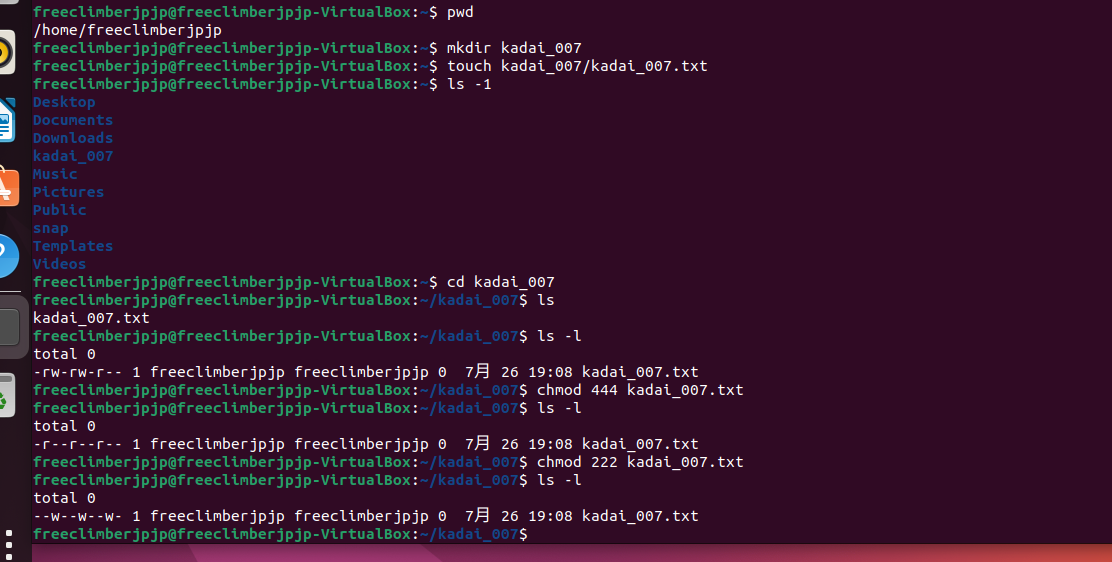 freeclimberjpjp@freeclimberjpjp-VirtualBox:~$ pwd
/home/freeclimberjpjp
freeclimberjpjp@freeclimberjpjp-VirtualBox:~$ mkdir kadai_007
freeclimberjpjp@freeclimberjpjp-VirtualBox:~$ touch kadai_007/kadai_007.txt
freeclimberjpjp@freeclimberjpjp-VirtualBox:~$ ls -1
Desktop
Documents
Downloads
kadai_007
Music
Pictures
Public
snap
Templates
Videos
freeclimberjpjp@freeclimberjpjp-VirtualBox:~$ cd kadai_007
freeclimberjpjp@freeclimberjpjp-VirtualBox:~/kadai_007$ ls
kadai_007.txt
freeclimberjpjp@freeclimberjpjp-VirtualBox:~/kadai_007$ ls -l
total 0
-rw-rw-r-- 1 freeclimberjpjp freeclimberjpjp 0  7月 26 19:08 kadai_007.txt
freeclimberjpjp@freeclimberjpjp-VirtualBox:~/kadai_007$ chmod 444 kadai_007.txt
freeclimberjpjp@freeclimberjpjp-VirtualBox:~/kadai_007$ ls -l
total 0
-r--r--r-- 1 freeclimberjpjp freeclimberjpjp 0  7月 26 19:08 kadai_007.txt
freeclimberjpjp@freeclimberjpjp-VirtualBox:~/kadai_007$ chmod 222 kadai_007.txt
freeclimberjpjp@freeclimberjpjp-VirtualBox:~/kadai_007$ ls -l
total 0
--w--w--w- 1 freeclimberjpjp freeclimberjpjp 0  7月 26 19:08 kadai_007.txt
freeclimberjpjp@freeclimberjpjp-VirtualBox:~/kadai_007$